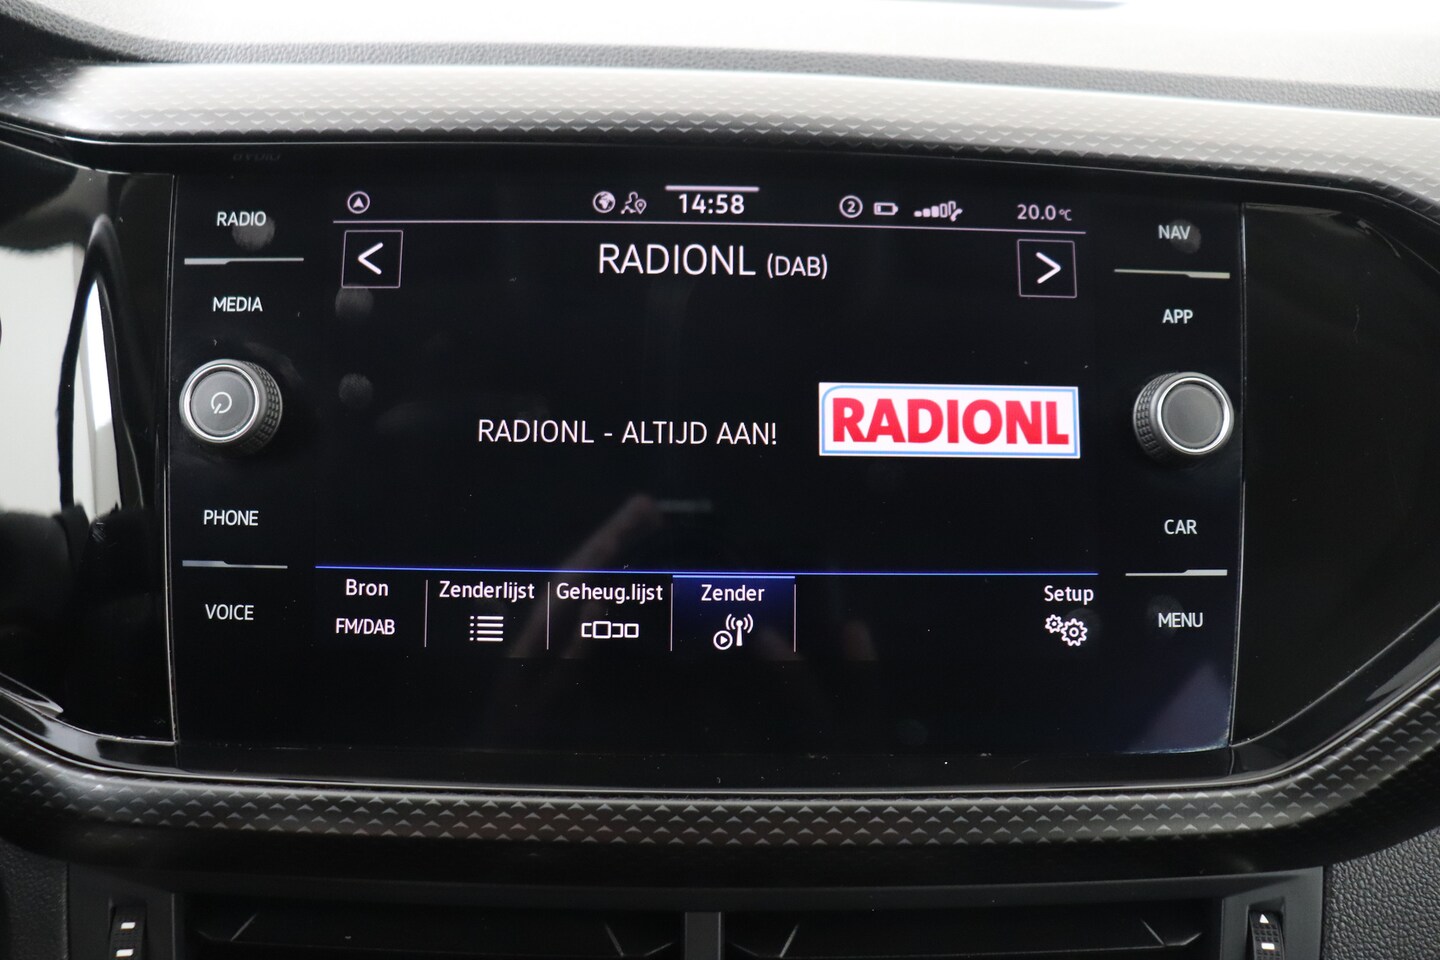 RADIO
MEDIA
PHONE
VOICE
14:58
2
20.0°C
RADIONL (DAB)
RADIONL - ALTIJD AAN!
RADIONL
Bron
FM/DAB
Zenderlijst
Geheug.lijst
Zender
Setup
NAV
APP
CAR
MENU